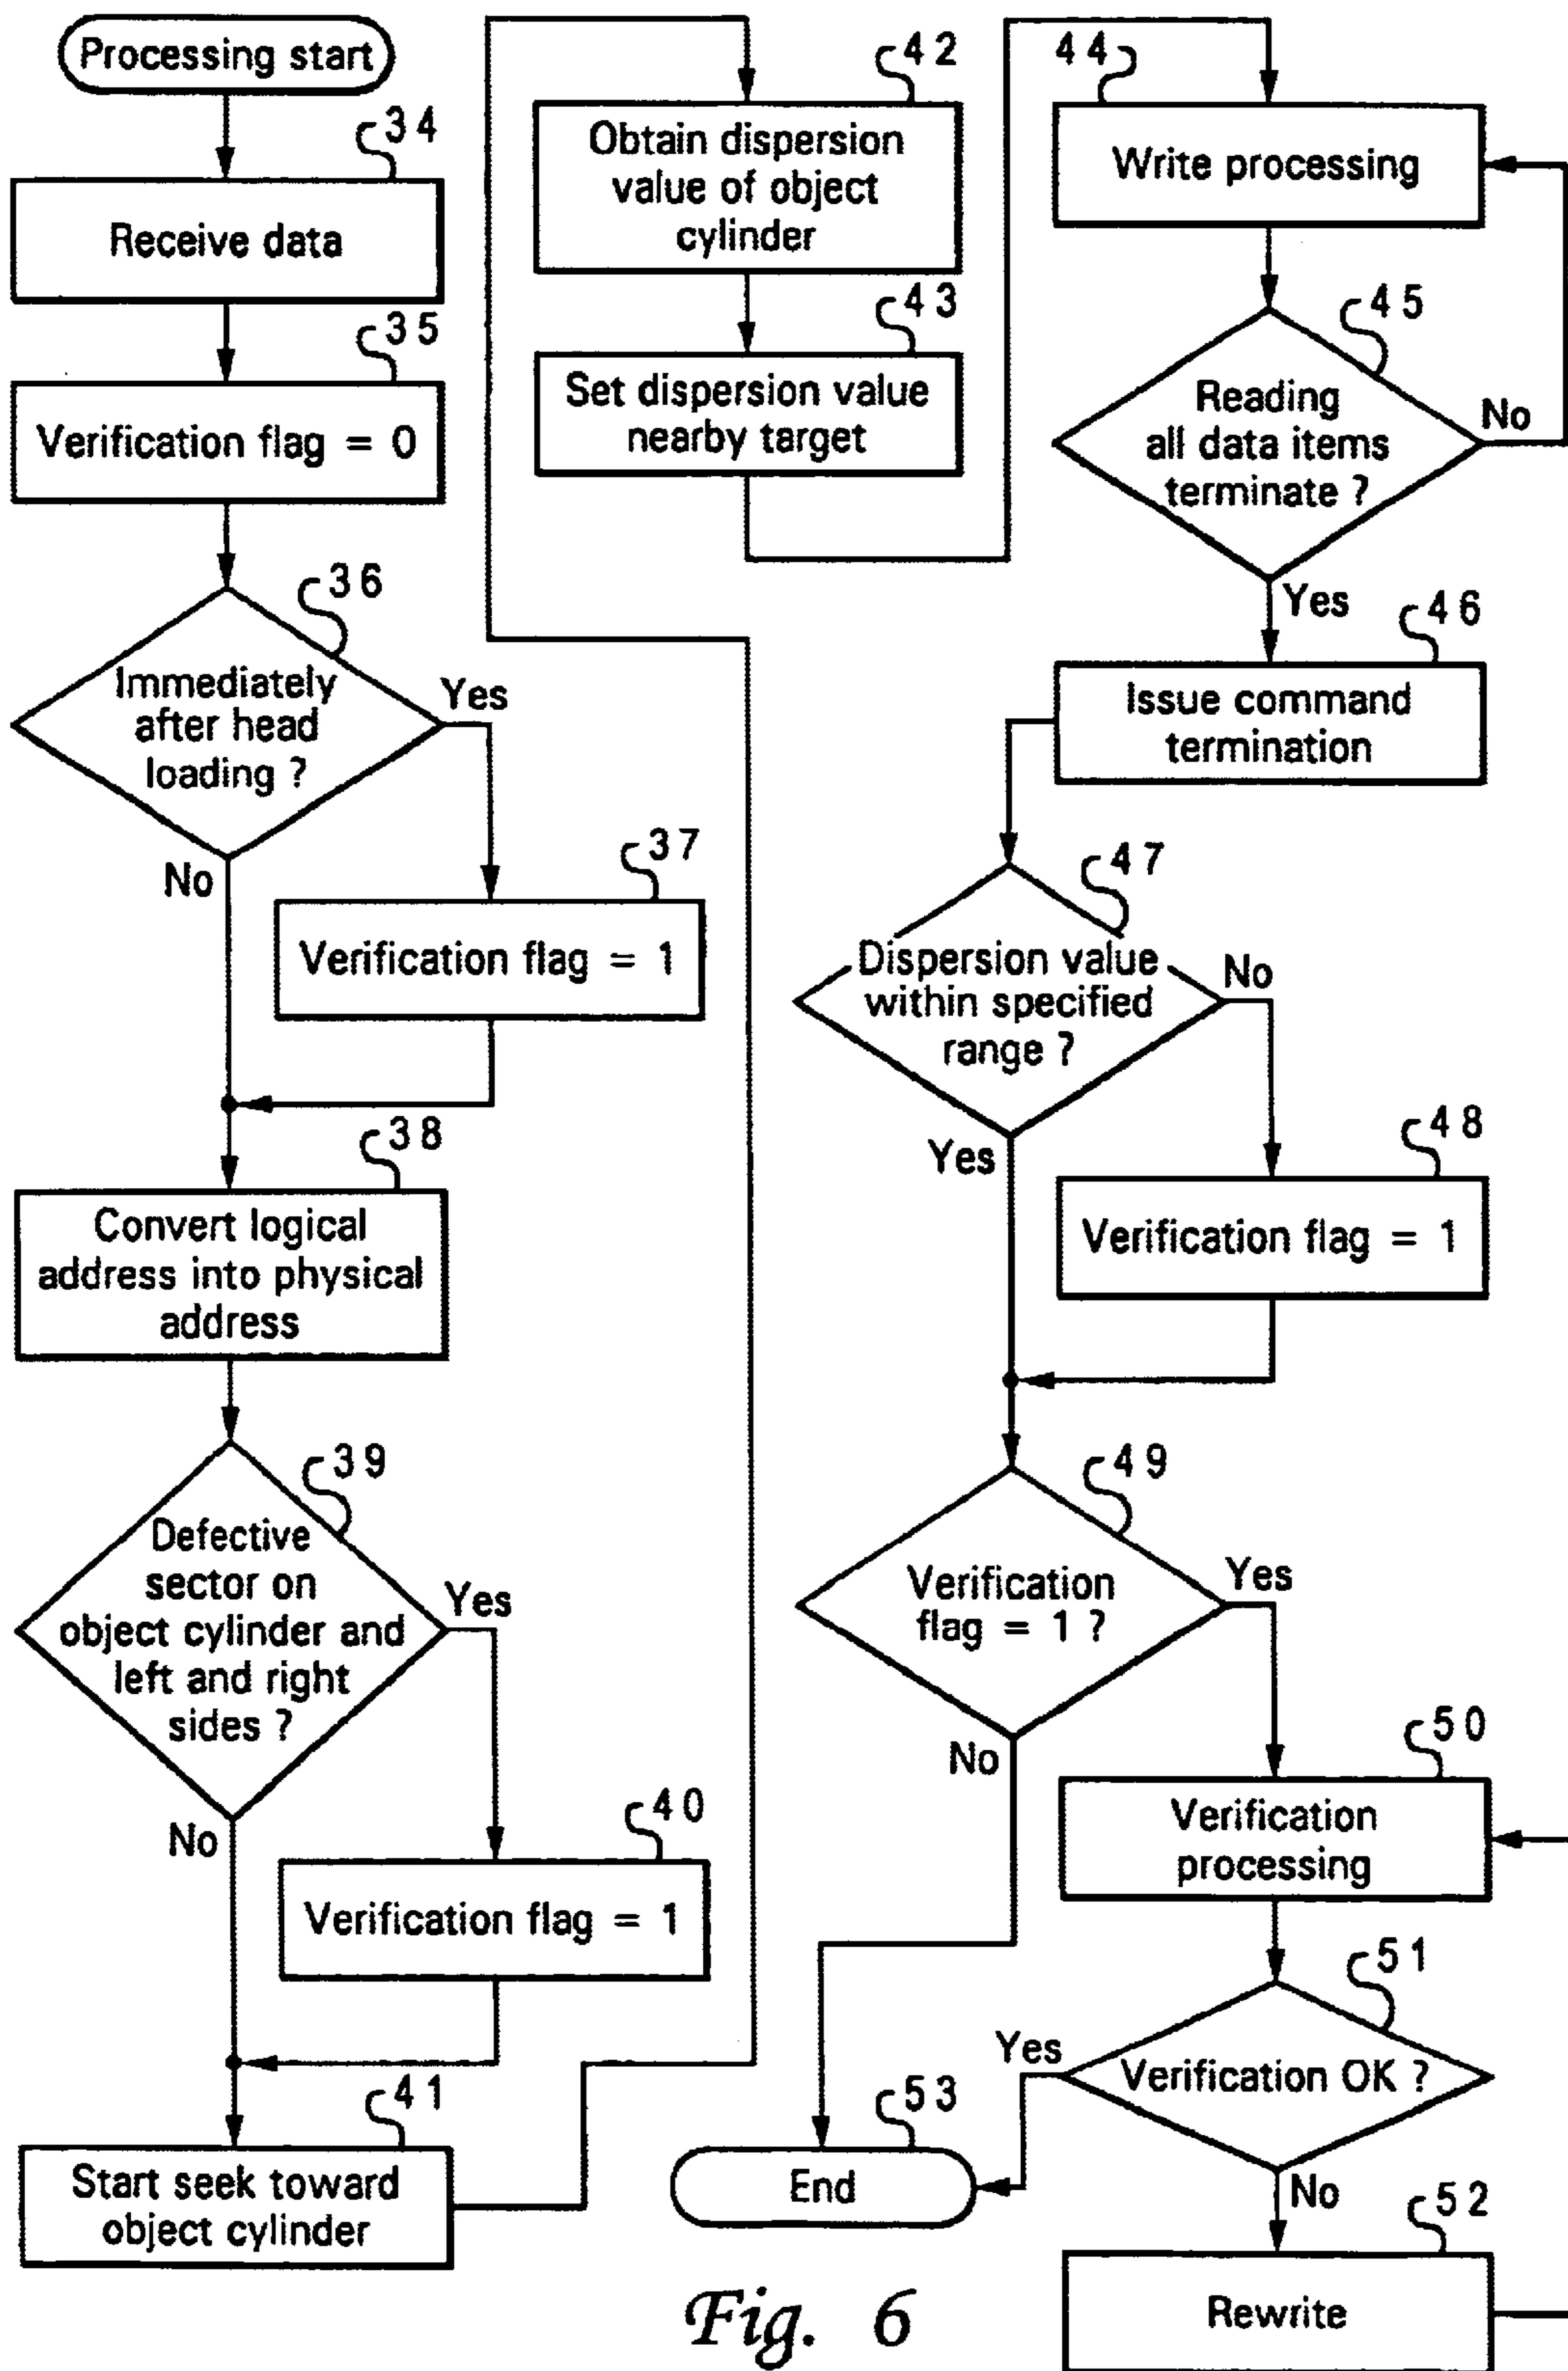 Processing start
34
Receive data
35
Verification flag = 0
36
Immediately
after head
loading ?
Yes
No
37
Verification flag = 1
38
Convert logical
address into physical
address
39
Defective
sector on
object cylinder and
left and right
sides ?
Yes
No
40
Verification flag = 1
41
Start seek toward
object cylinder
42
Obtain dispersion
value of object
cylinder
43
Set dispersion value
nearby target
44
Write processing
45
Reading
all data items
terminate ?
No
Yes
46
Issue command
termination
47
Dispersion value
within specified
range ?
No
Yes
48
Verification flag = 1
49
Verification
flag = 1 ?
Yes
No
50
Verification
processing
51
Verification OK ?
Yes
No
52
Rewrite
53
End
Fig. 6